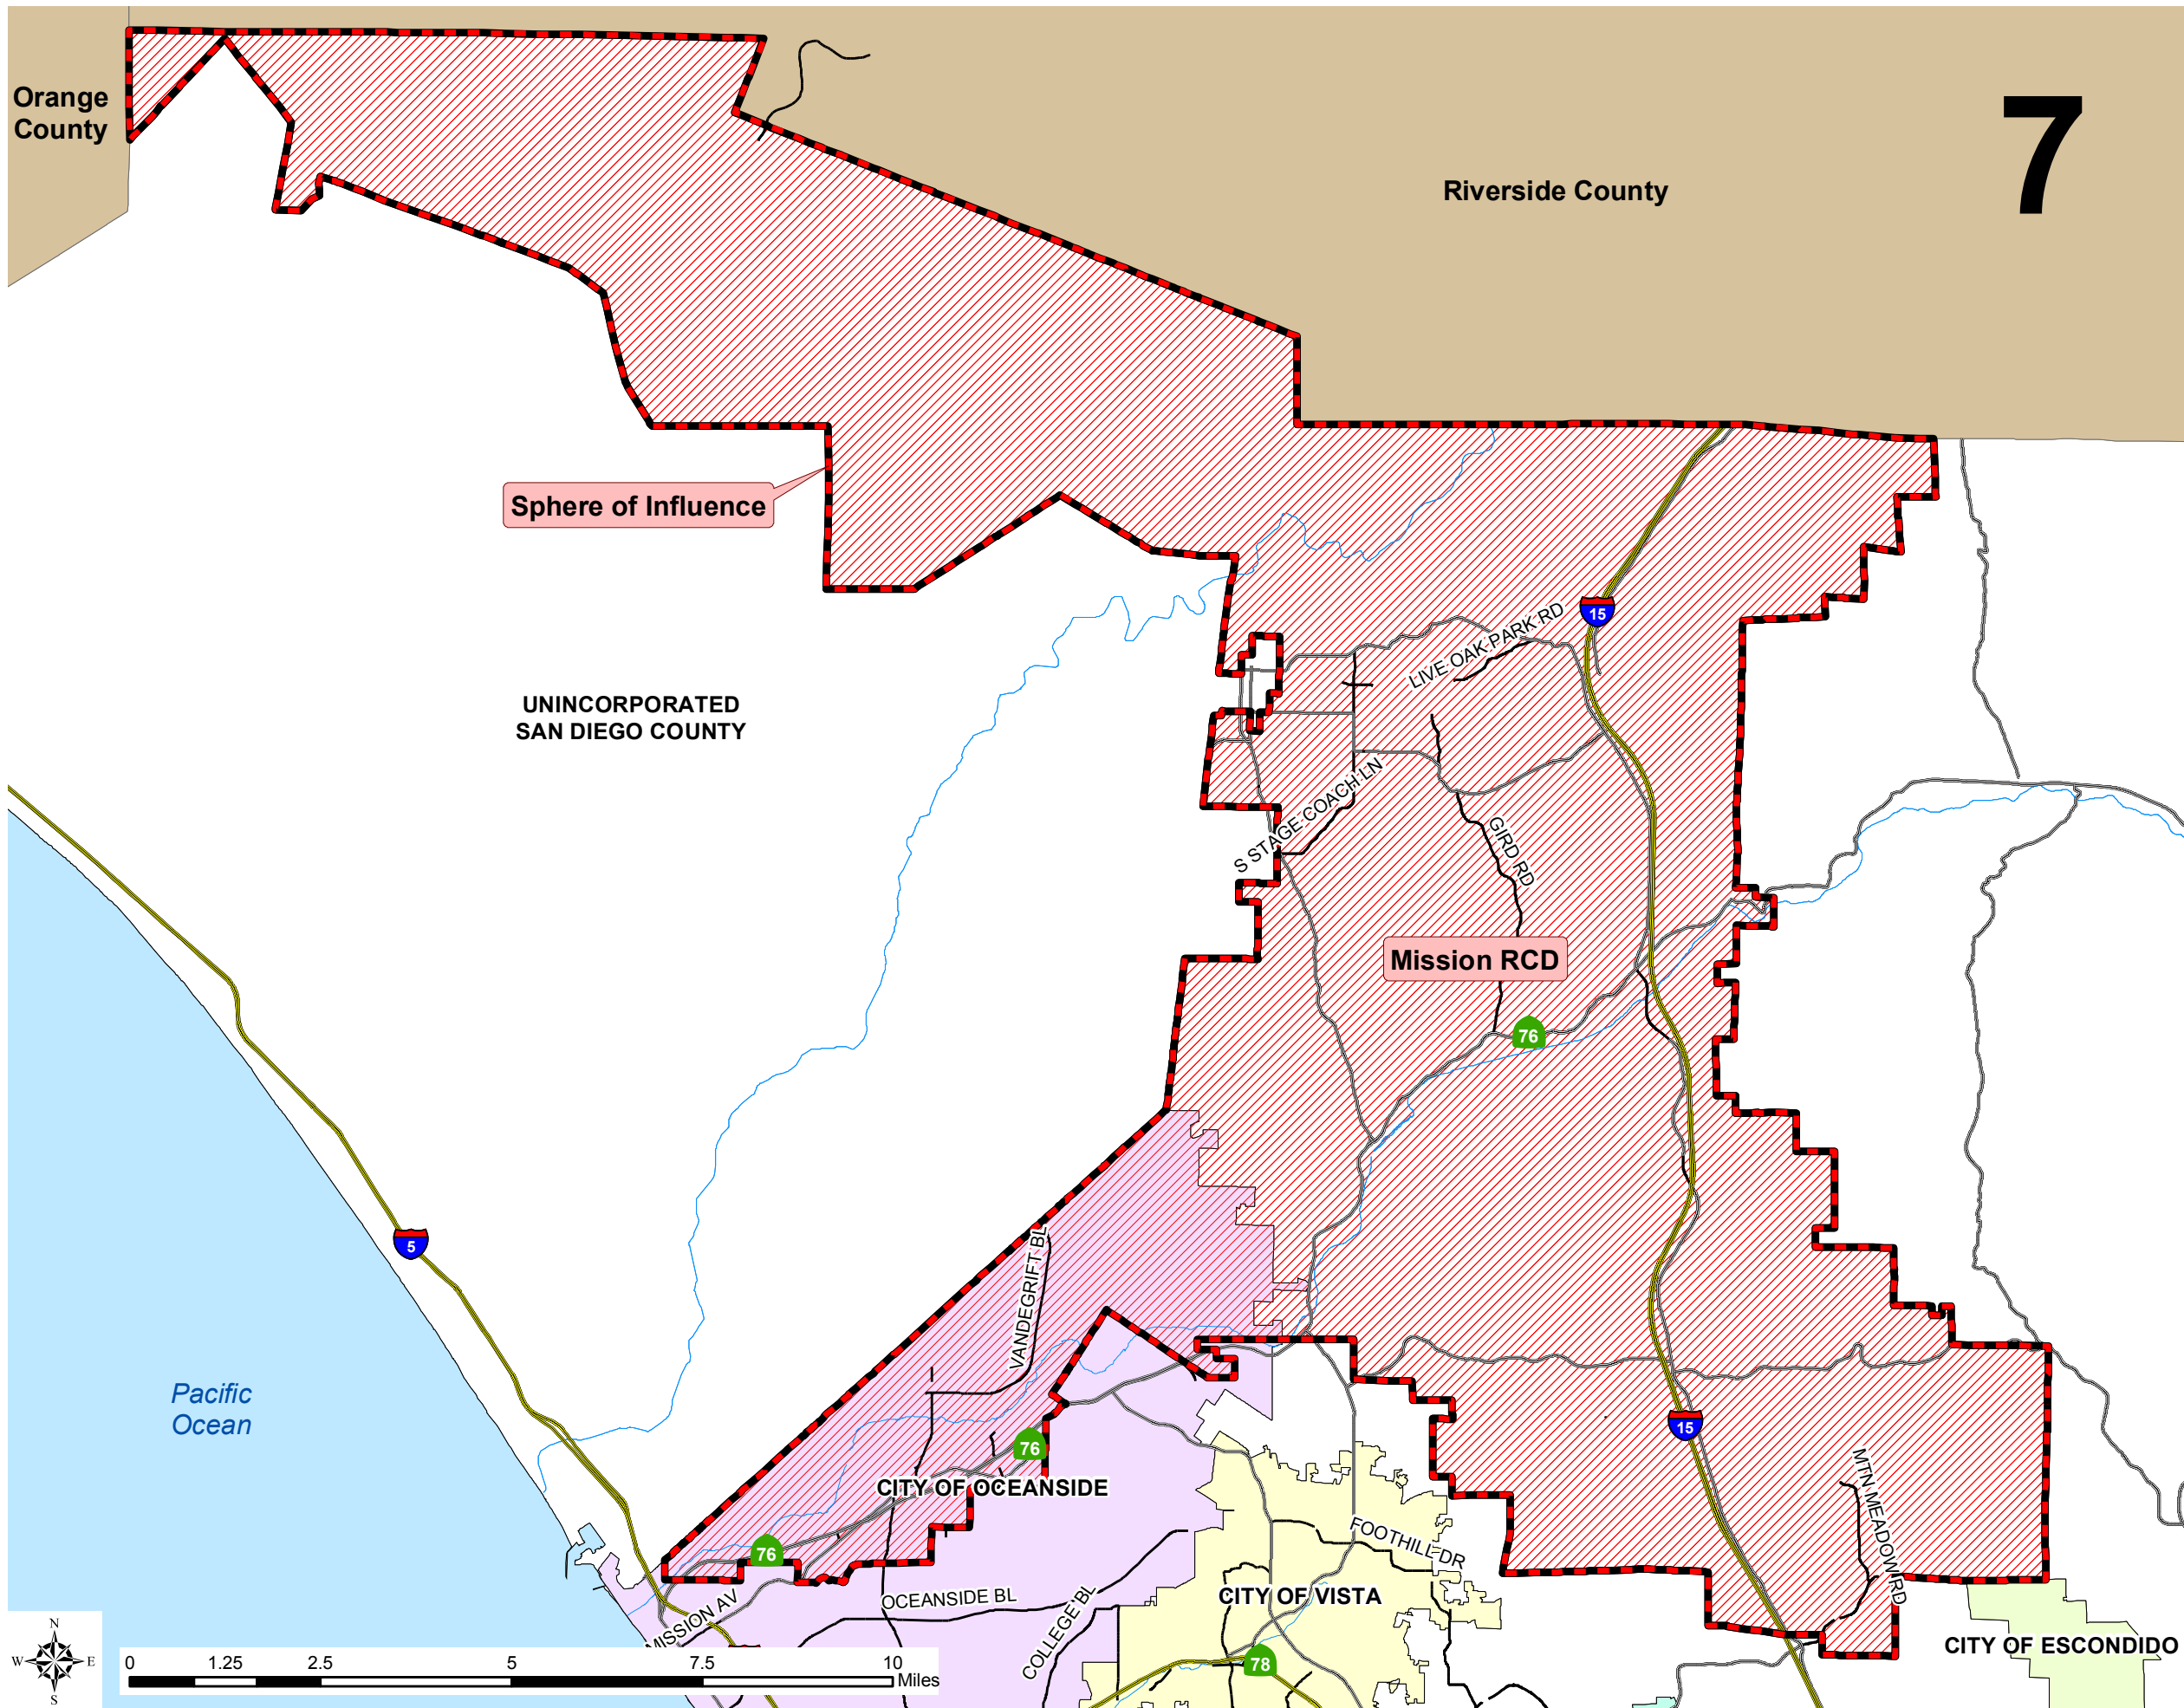 Orange
County
7
Riverside County
Sphere of Influence
15
LIVE OAK PARK RD
UNINCORPORATED
SAN DIEGO COUNTY
S STAGE COACH LN
GIRD RD
Mission RCD
76
5
VANDEGRIFT BL
Pacific
Ocean
76
15
CITY OF OCEANSIDE
MTN MEADOW RD
76
FOOTHILL DR
OCEANSIDE BL
CITY OF VISTA
MISSION AV
COLLEGE BL
CITY OF ESCONDIDO
78
N
W E
S
0 1.25 2.5 5 7.5 10
Miles